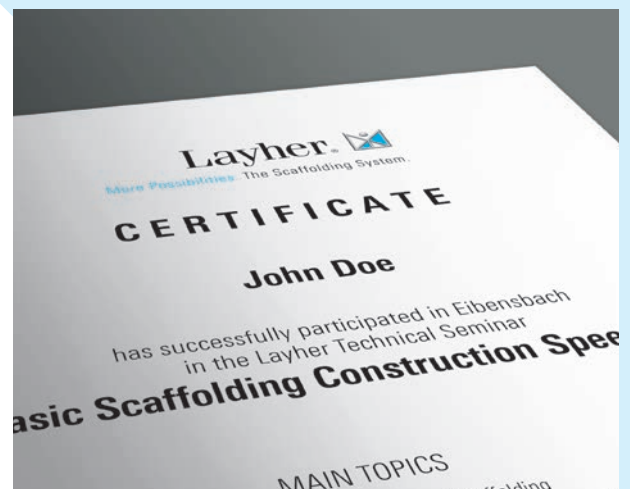 Layher.
More Possibilities. The Scaffolding System.
CERTIFICATE
John Doe
has successfully participated in Eibensbach
in the Layher Technical Seminar
asic Scaffolding Construction Spee
MAIN TOPICS